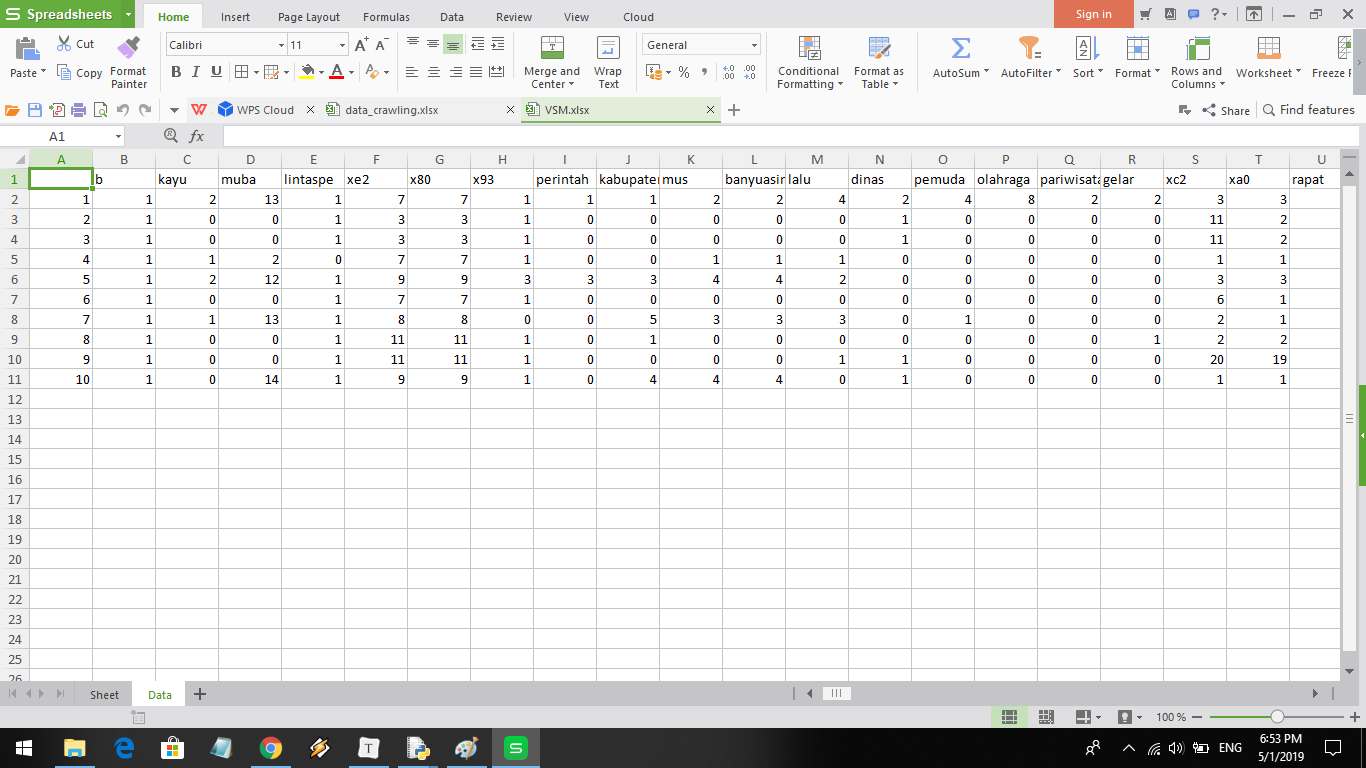 Spreadsheets Home Insert Page Layout Formulas Data Review View Cloud Sign in
Cut Calibri 11 General
Paste Copy Format Painter Merge and Center Wrap Text Conditional Formatting Format as Table AutoSum AutoFilter Sort Format Rows and Columns Worksheet Freeze
WPS Cloud data_crawling.xlsx VSM.xlsx Share Find features
A1 fx
A B C D E F G H I J K L M N O P Q R S T U
1 b kayu muba lintaspe xe2 x80 x93 perintah kabupate mus banyuasin lalu dinas pemuda olahraga pariwisata gelar xc2 xa0 rapat
2 1 1 2 13 1 7 7 1 1 1 2 2 4 2 4 8 2 2 3 3
3 2 1 0 0 1 3 3 1 0 0 0 0 0 1 0 0 0 0 11 2
4 3 1 0 0 1 3 3 1 0 0 0 0 0 1 0 0 0 0 11 2
5 4 1 1 2 0 7 7 1 0 0 1 1 1 0 0 0 0 0 1 1
6 5 1 2 12 1 9 9 3 3 3 4 4 2 0 0 0 0 0 3 3
7 6 1 0 0 1 7 7 1 0 0 0 0 0 0 0 0 0 0 6 1
8 7 1 1 13 1 8 8 0 0 5 3 3 3 0 1 0 0 0 2 1
9 8 1 0 0 1 11 11 1 0 1 0 0 0 0 0 0 0 1 2 2
10 9 1 0 0 1 11 11 1 0 0 0 0 1 1 0 0 0 0 20 19
11 10 1 0 14 1 9 9 1 0 4 4 4 0 1 0 0 0 0 1 1
12
13
14
15
16
17
18
19
20
21
22
23
24
25
26
Sheet Data
100 %
ENG 6:53 PM
5/1/2019